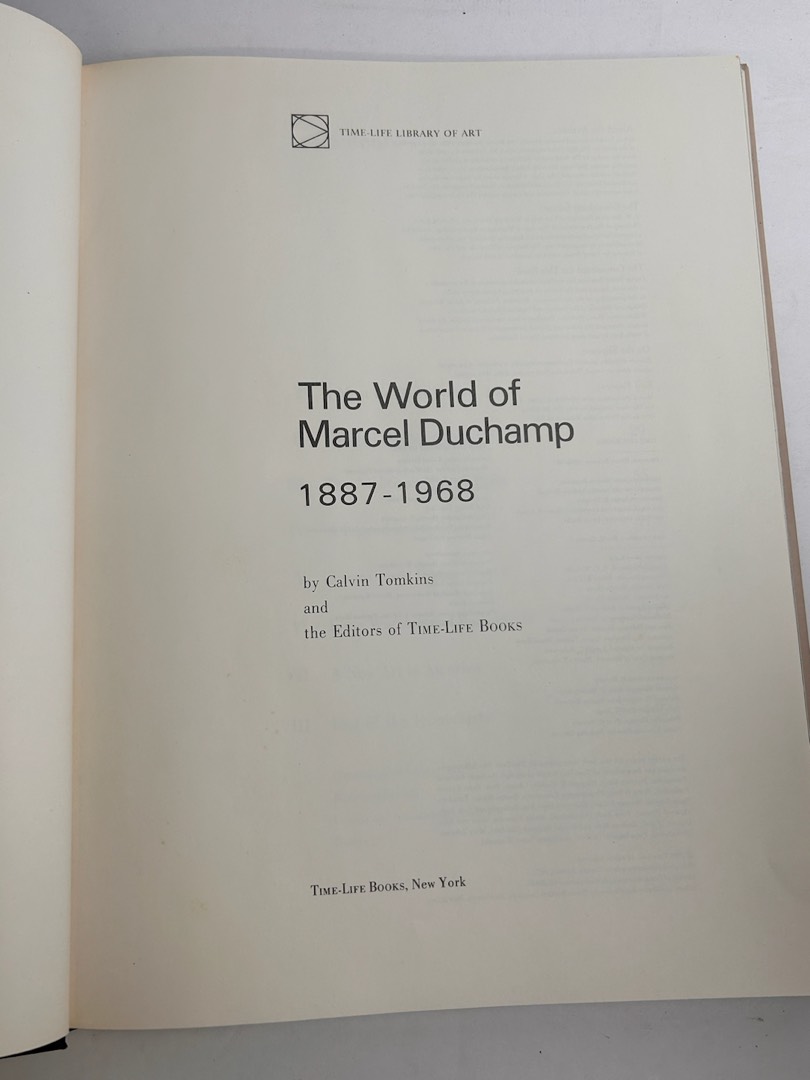 TIME-LIFE LIBRARY OF ART
The World of
Marcel Duchamp
1887-1968
by Calvin Tomkins
and
the Editors of TIME-LIFE BOOKS
TIME-LIFE BOOKS, New York